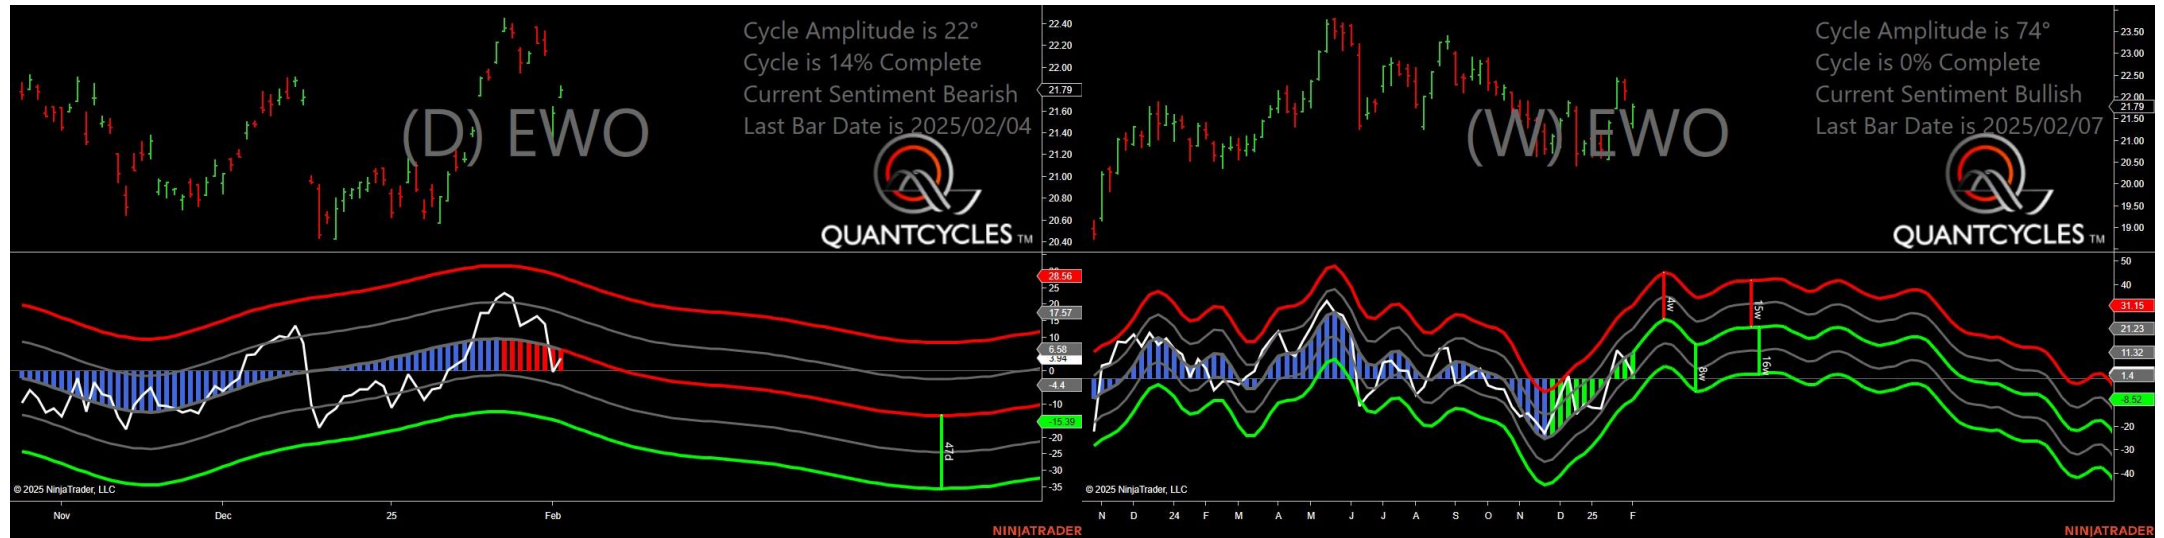 Cycle Amplitude is 22°
Cycle is 14% Complete
Current Sentiment Bearish
Last Bar Date is 2025/02/04
(D) EWO
QUANTCYCLES TM
22.40
22.20
22.00
21.79
21.60
21.40
21.20
21.00
20.80
20.60
20.40
28.56
25
20
17.57
15
10
6.58
3.94
0
-4.4
-10
-15.39
-20
-25
-30
-35
47d
© 2025 NinjaTrader, LLC
Nov Dec 25 Feb
NINJATRADER
Cycle Amplitude is 74°
Cycle is 0% Complete
Current Sentiment Bullish
Last Bar Date is 2025/02/07
(W) EWO
QUANTCYCLES TM
23.50
23.00
22.50
22.00
21.79
21.50
21.00
20.50
20.00
19.50
19.00
50
40
31.15
21.23
11.32
1.4
-8.52
-20
-30
-40
4w
15w
8w
16w
© 2025 NinjaTrader, LLC
N D 24 F M A M J J A S O N D 25 F
NINJATRADER